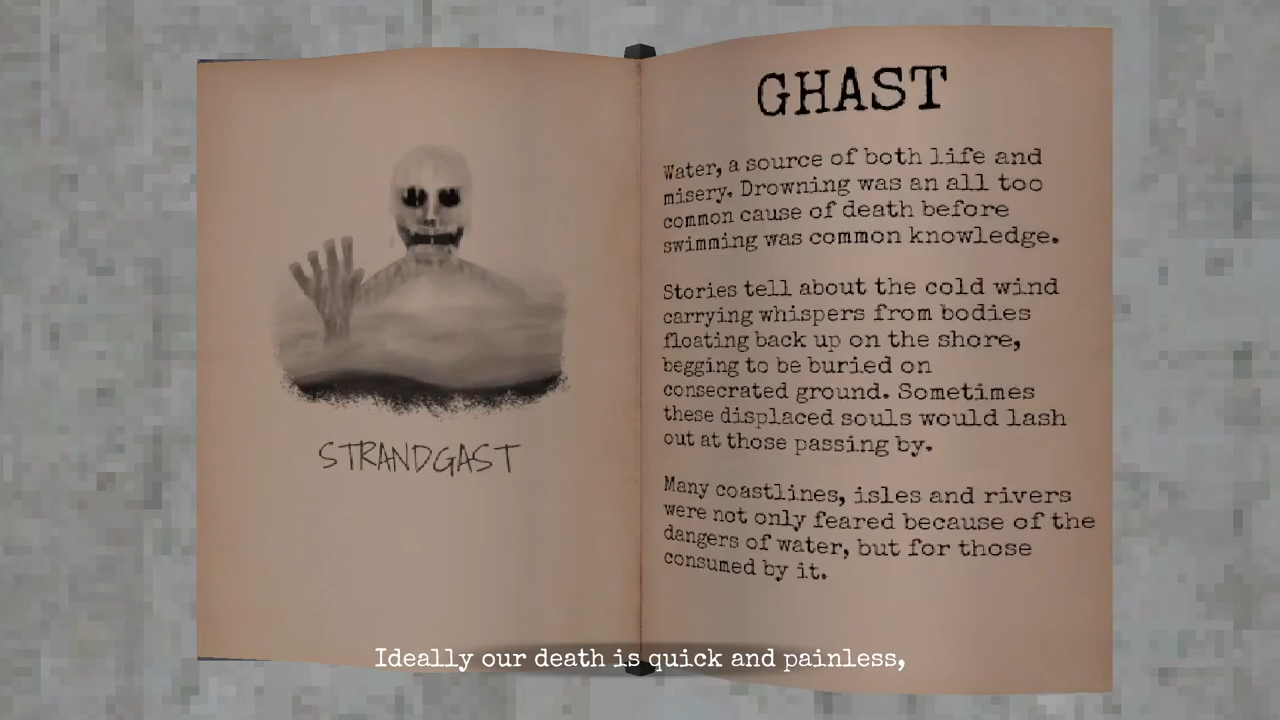 STRANDGAST
GHAST
Water, a source of both life and
misery. Drowning was an all too
common cause of death before
swimming was common knowledge.
Stories tell about the cold wind
carrying whispers from bodies
floating back up on the shore,
begging to be buried on
consecrated ground. Sometimes
these displaced souls would lash
out at those passing by.
Many coastlines, isles and rivers
were not only feared because of the
dangers of water, but for those
consumed by it.
Ideally our death is quick and painless,